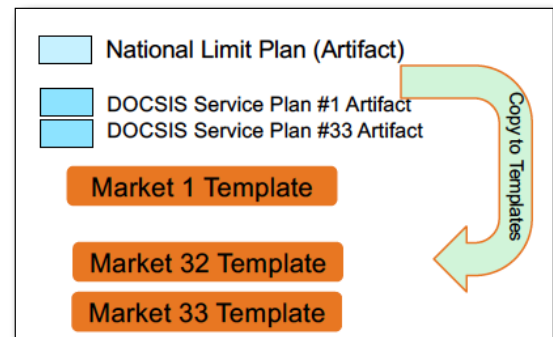 National Limit Plan (Artifact)
DOCSIS Service Plan #1 Artifact
DOCSIS Service Plan #33 Artifact
Copy to Templates
Market 1 Template
Market 32 Template
Market 33 Template